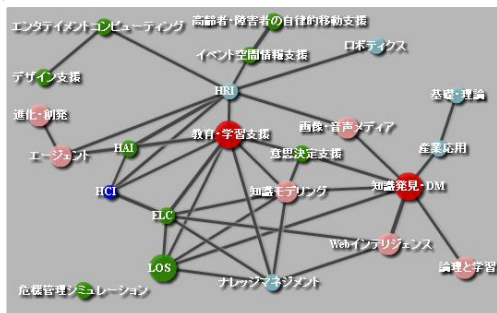 エンタテイメントコンピューティング
高齢者・障害者の自律的移動支援
ロボティクス
イベント空間情報支援
デザイン支援
HRI
基礎・理論
進化・創発
教育・学習支援
画像・音声メディア
HAI
意思決定支援
産業応用
エージェント
HCI
知識モデリング
知識発見・DM
ELC
Webインテリジェンス
LOS
論理と学習
ナレッジマネジメント
危機管理シミュレーション